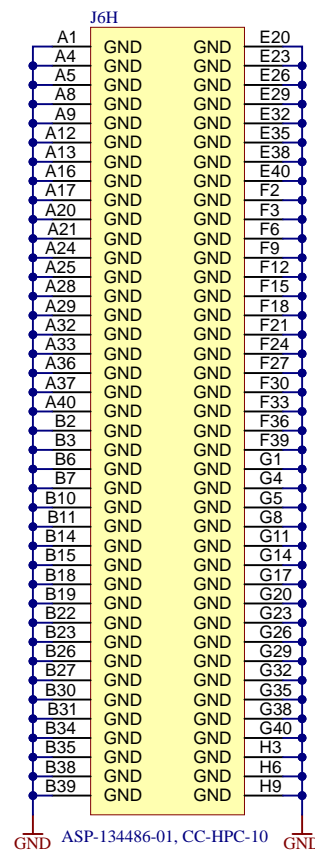 J6H
A1 GND GND E20
A4 GND GND E23
A5 GND GND E26
A8 GND GND E29
A9 GND GND E32
A12 GND GND E35
A13 GND GND E38
A16 GND GND E40
A17 GND GND F2
A20 GND GND F3
A21 GND GND F6
A24 GND GND F9
A25 GND GND F12
A28 GND GND F15
A29 GND GND F18
A32 GND GND F21
A33 GND GND F24
A36 GND GND F27
A37 GND GND F30
A40 GND GND F33
B2 GND GND F36
B3 GND GND F39
B6 GND GND G1
B7 GND GND G4
B10 GND GND G5
B11 GND GND G8
B14 GND GND G11
B15 GND GND G14
B18 GND GND G17
B19 GND GND G20
B22 GND GND G23
B23 GND GND G26
B26 GND GND G29
B27 GND GND G32
B30 GND GND G35
B31 GND GND G38
B34 GND GND G40
B35 GND GND H3
B38 GND GND H6
B39 GND GND H9
GND ASP-134486-01, CC-HPC-10 GND